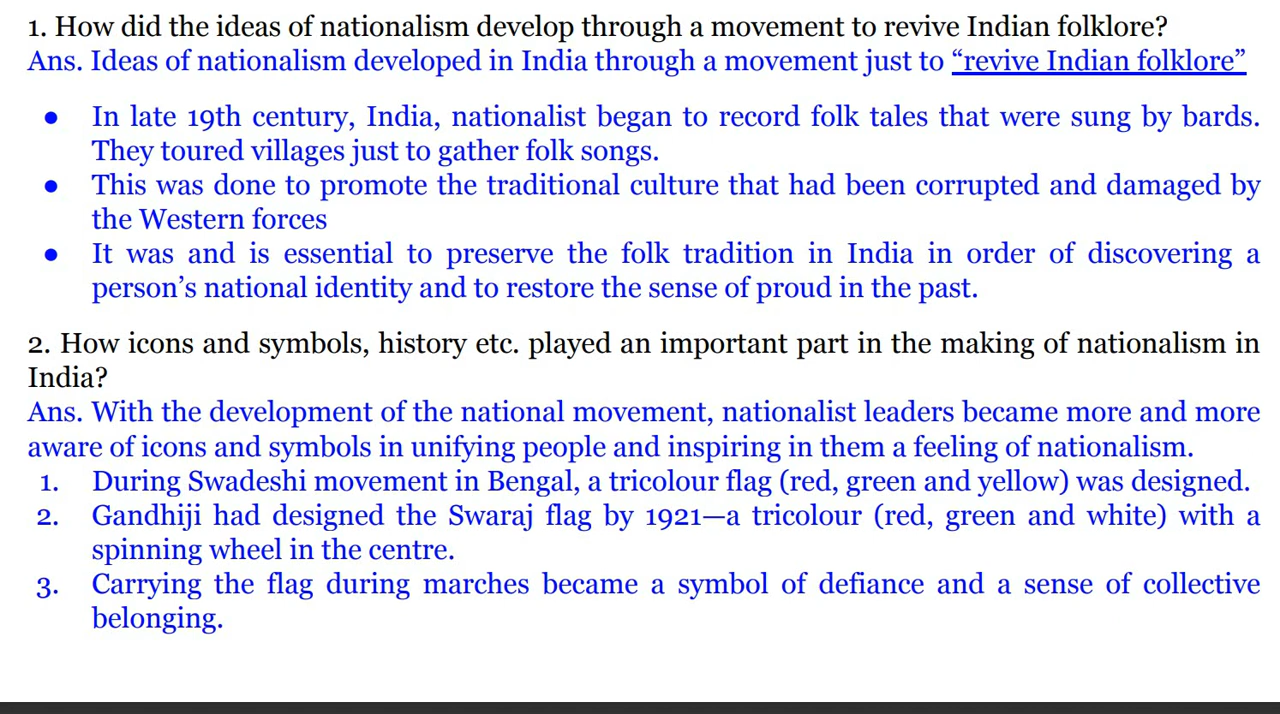 1. How did the ideas of nationalism develop through a movement to revive Indian folklore?
Ans. Ideas of nationalism developed in India through a movement just to “revive Indian folklore”
● In late 19th century, India, nationalist began to record folk tales that were sung by bards.
They toured villages just to gather folk songs.
● This was done to promote the traditional culture that had been corrupted and damaged by
the Western forces
● It was and is essential to preserve the folk tradition in India in order of discovering a
person’s national identity and to restore the sense of proud in the past.
2. How icons and symbols, history etc. played an important part in the making of nationalism in
India?
Ans. With the development of the national movement, nationalist leaders became more and more
aware of icons and symbols in unifying people and inspiring in them a feeling of nationalism.
1. During Swadeshi movement in Bengal, a tricolour flag (red, green and yellow) was designed.
2. Gandhiji had designed the Swaraj flag by 1921—a tricolour (red, green and white) with a
spinning wheel in the centre.
3. Carrying the flag during marches became a symbol of defiance and a sense of collective
belonging.